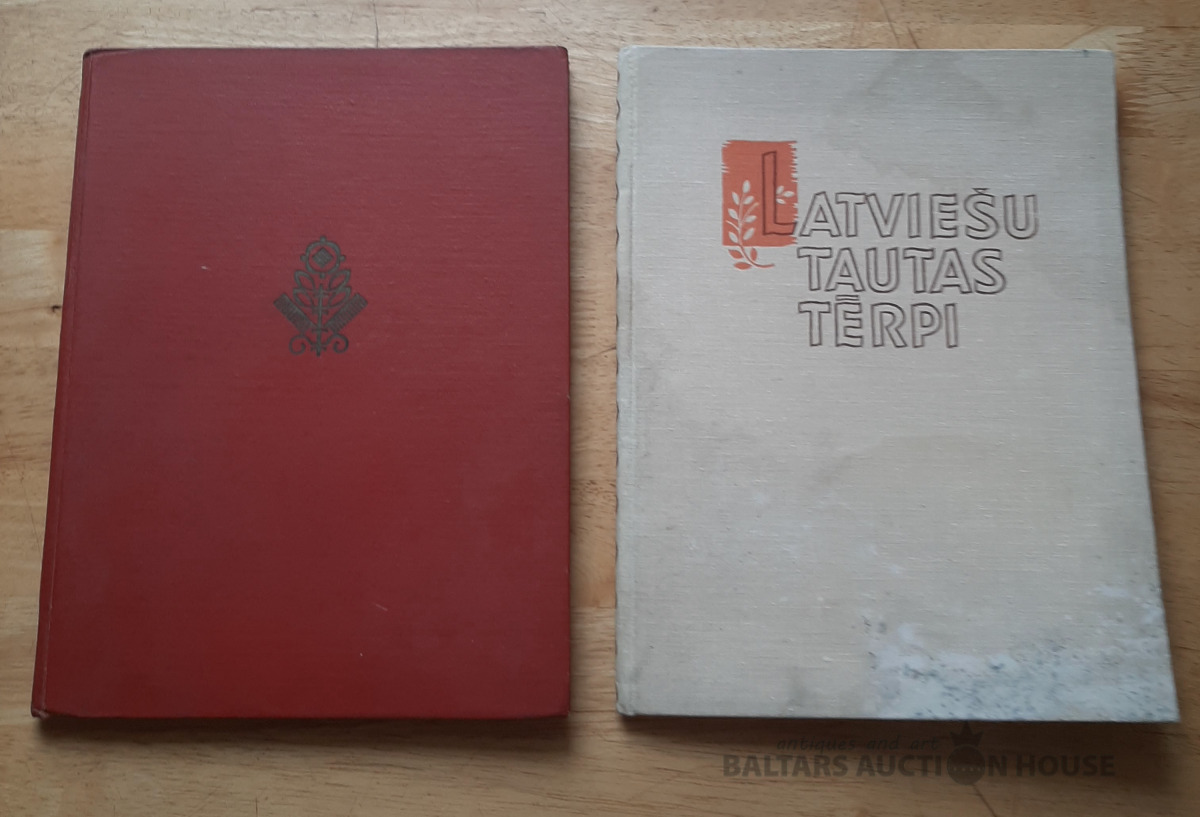 LATVIEŠU
TAUTAS
TĒRPI
antiques and art
BALTARS AUCTION HOUSE